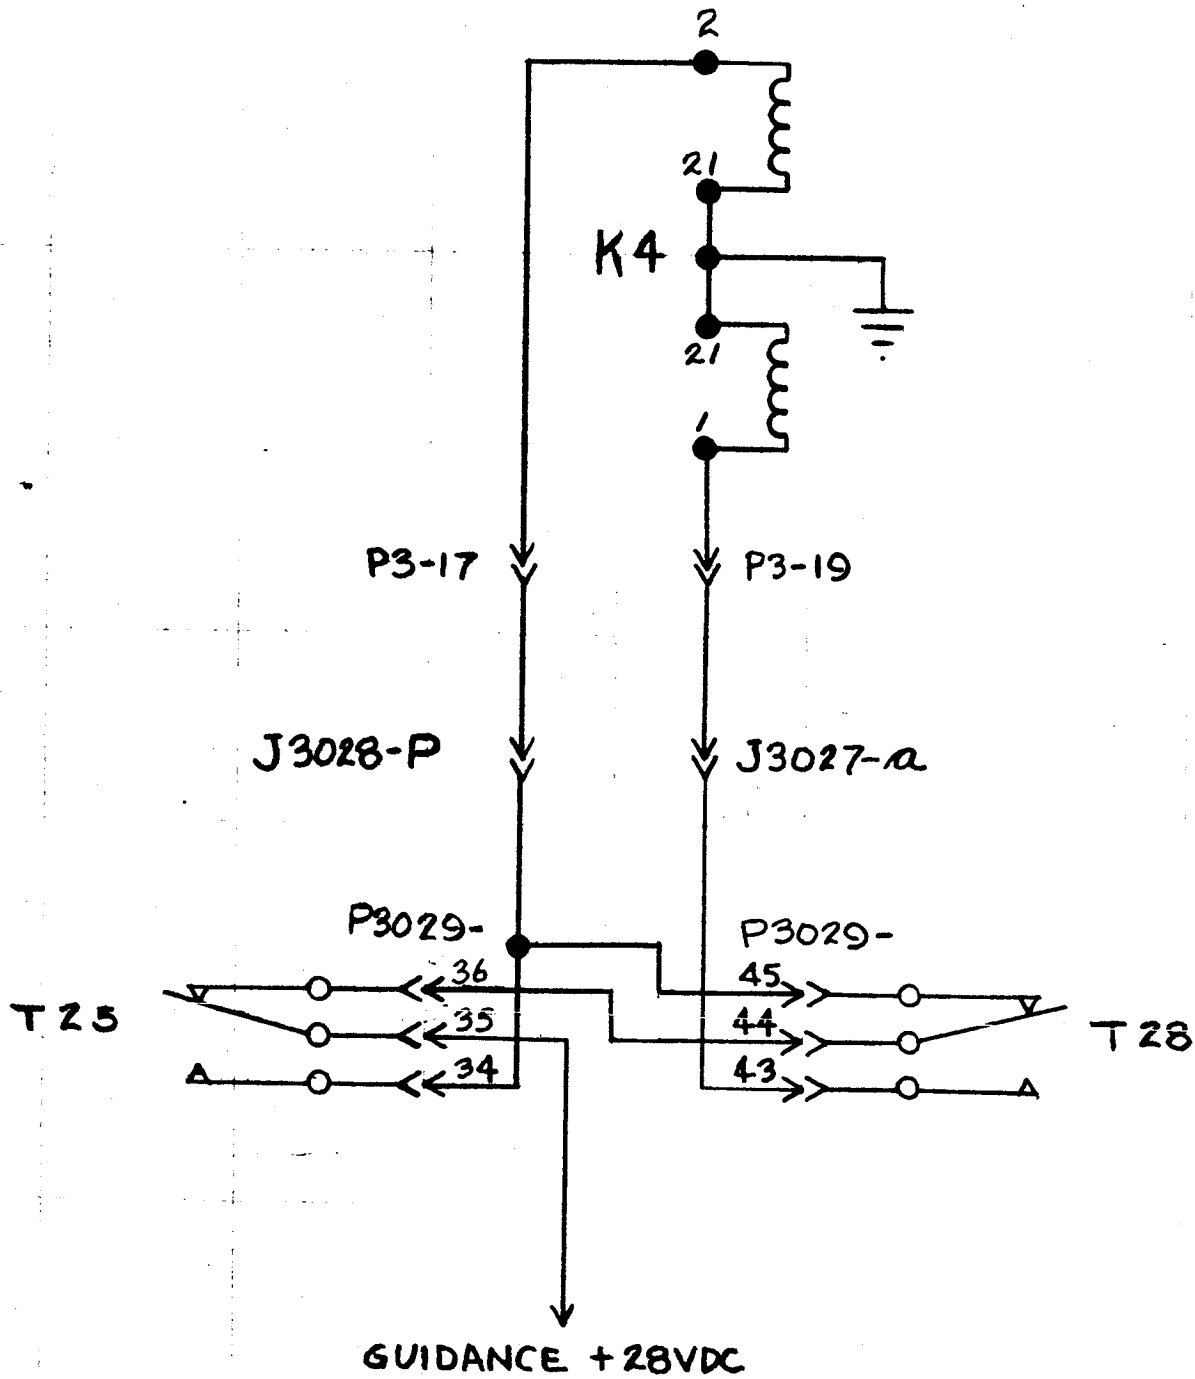 2
21
K4
21
1
P3-17
P3-19
J3028-P
J3027-a
P3029-
P3029-
36
45
T25
35
44
T28
34
43
GUIDANCE +28VDC